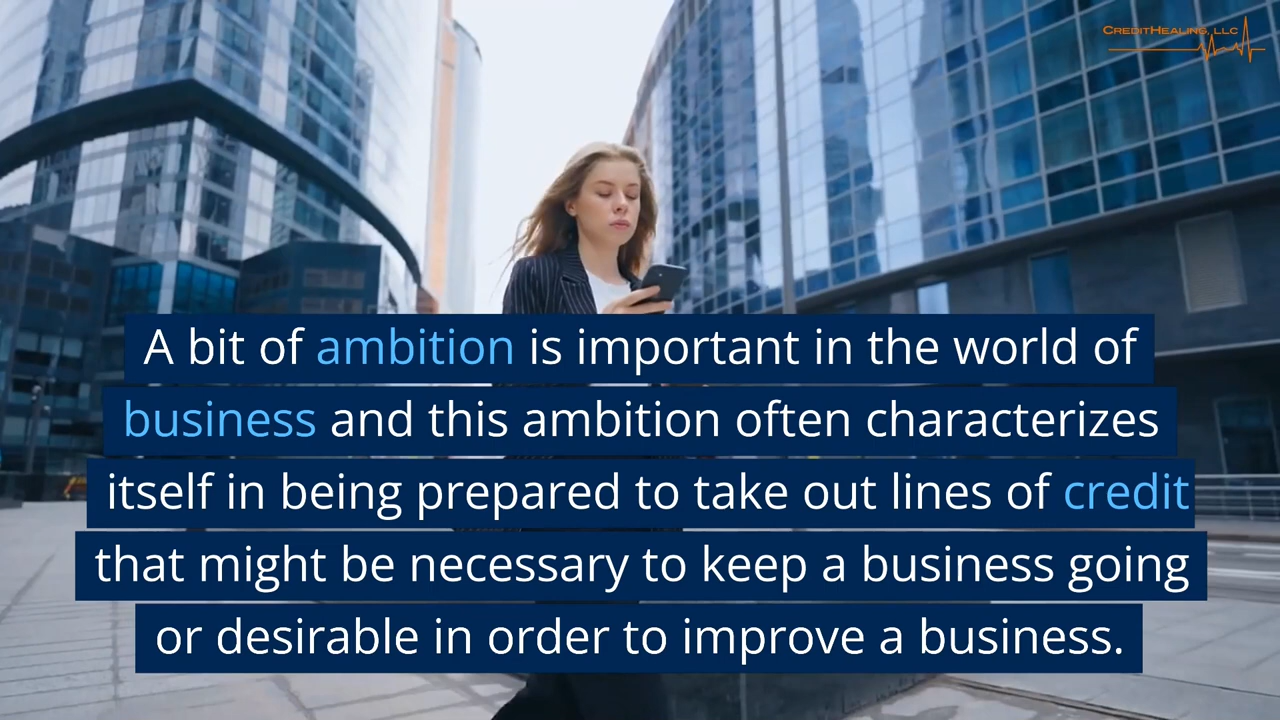 CREDITHEALING, LLC
A bit of ambition is important in the world of
business and this ambition often characterizes
itself in being prepared to take out lines of credit
that might be necessary to keep a business going
or desirable in order to improve a business.